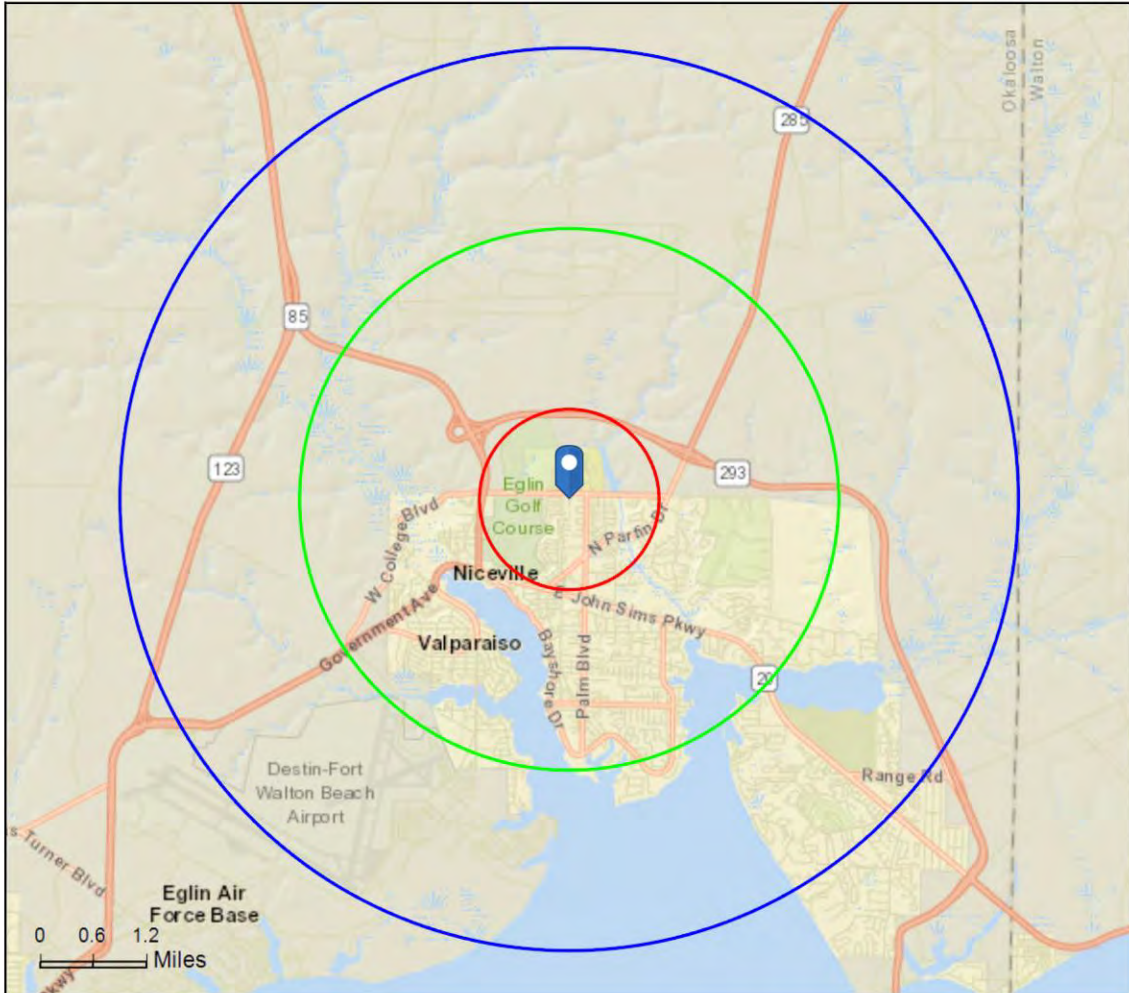 Okaloosa
Walton
285
85
123
293
Eglin
Golf
Course
W College Blvd
N Partin Dr
Niceville
E John Sims Pkwy
Government Ave
Valparaiso
Bayshore Dr
Palm Blvd
20
Destin-Fort
Walton Beach
Airport
Range Rd
Turner Blvd
Eglin Air
Force Base
0 0.6 1.2
Miles